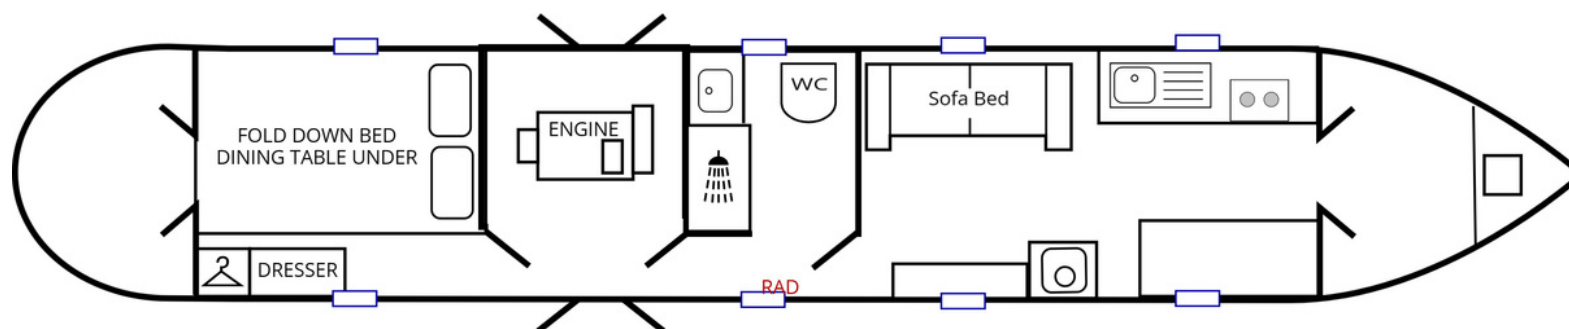 FOLD DOWN BED
DINING TABLE UNDER
DRESSER
ENGINE
WC
Sofa Bed
RAD